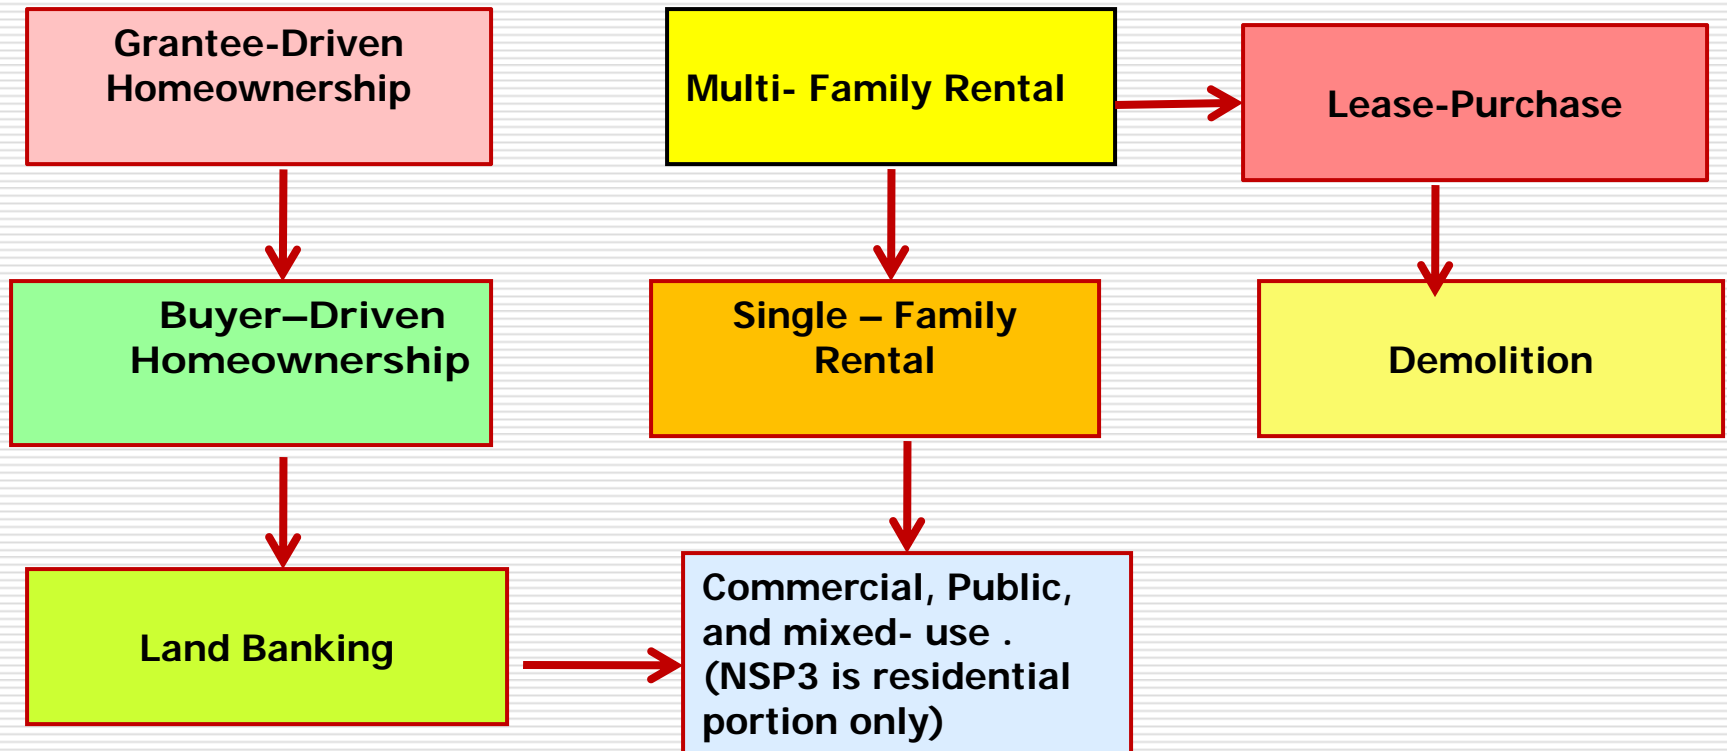 Grantee-Driven
Homeownership
Multi- Family Rental
Lease-Purchase
Buyer–Driven
Homeownership
Single – Family
Rental
Demolition
Land Banking
Commercial, Public,
and mixed- use .
(NSP3 is residential
portion only)